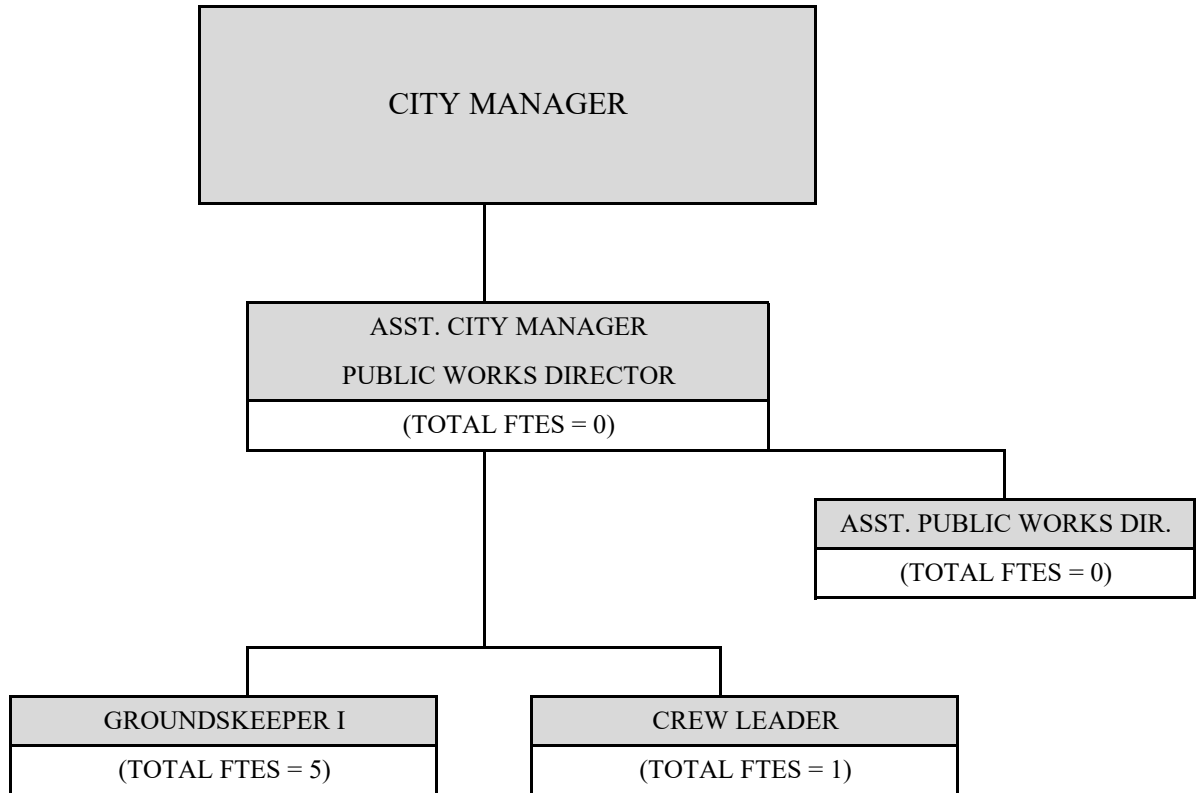 CITY MANAGER
ASST. CITY MANAGER
PUBLIC WORKS DIRECTOR
(TOTAL FTES = 0)
ASST. PUBLIC WORKS DIR.
(TOTAL FTES = 0)
GROUNDSKEEPER I
(TOTAL FTES = 5)
CREW LEADER
(TOTAL FTES = 1)